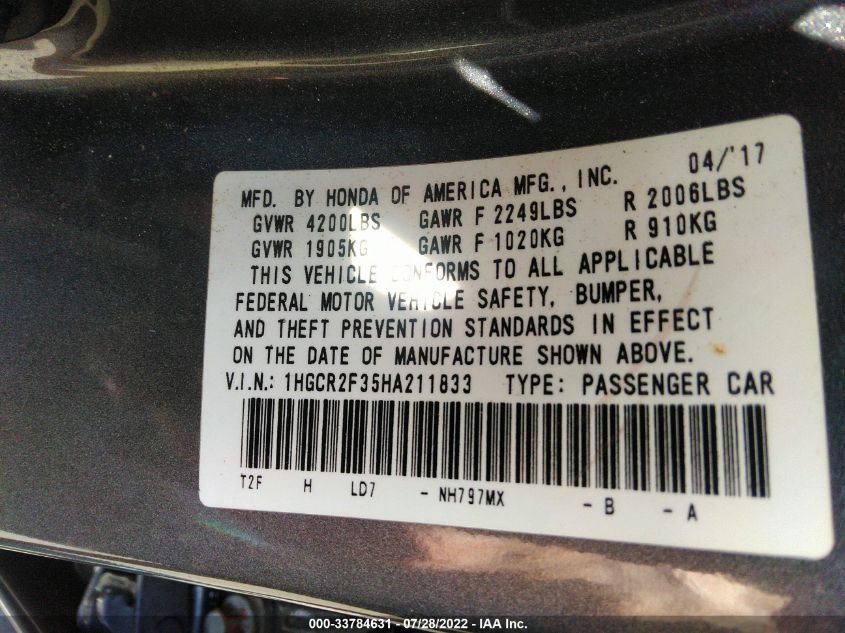 04/'17
MFD. BY HONDA OF AMERICA MFG., INC.
GVWR 4200LBS GAWR F 2249LBS R 2006LBS
GVWR 1905KG GAWR F 1020KG R 910KG
THIS VEHICLE CONFORMS TO ALL APPLICABLE
FEDERAL MOTOR VEHICLE SAFETY, BUMPER,
AND THEFT PREVENTION STANDARDS IN EFFECT
ON THE DATE OF MANUFACTURE SHOWN ABOVE.
V.I.N.: 1HGCR2F35HA211833 TYPE: PASSENGER CAR
T2F H LD7 - NH797MX - B - A
000-33784631 - 07/28/2022 - IAA Inc.